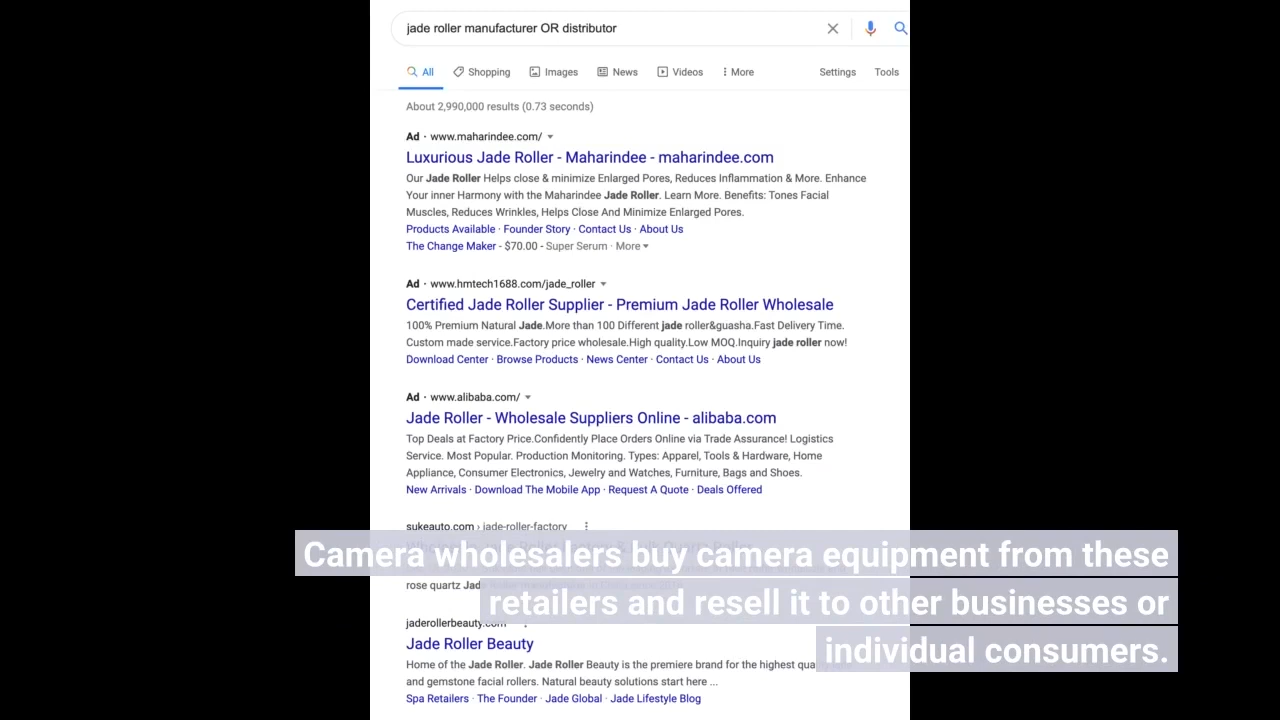 jade roller manufacturer OR distributor
All Shopping Images News Videos More Settings Tools
About 2,990,000 results (0.73 seconds)
Ad · www.maharindee.com/
Luxurious Jade Roller - Maharindee - maharindee.com
Our Jade Roller Helps close & minimize Enlarged Pores, Reduces Inflammation & More. Enhance
Your inner Harmony with the Maharindee Jade Roller. Learn More. Benefits: Tones Facial
Muscles, Reduces Wrinkles, Helps Close And Minimize Enlarged Pores.
Products Available · Founder Story · Contact Us · About Us
The Change Maker - $70.00 - Super Serum · More
Ad · www.hmtech1688.com/jade_roller
Certified Jade Roller Supplier - Premium Jade Roller Wholesale
100% Premium Natural Jade.More than 100 Different jade roller&guasha.Fast Delivery Time.
Custom made service.Factory price wholesale.High quality.Low MOQ.Inquiry jade roller now!
Download Center · Browse Products · News Center · Contact Us · About Us
Ad · www.alibaba.com/
Jade Roller - Wholesale Suppliers Online - alibaba.com
Top Deals at Factory Price.Confidently Place Orders Online via Trade Assurance! Logistics
Service. Most Popular. Production Monitoring. Types: Apparel, Tools & Hardware, Home
Appliance, Consumer Electronics, Jewelry and Watches, Furniture, Bags and Shoes.
New Arrivals · Download The Mobile App · Request A Quote · Deals Offered
sukeauto.com › jade-roller-factory
Camera wholesalers buy camera equipment from these
rose quartz Jade
retailers and resell it to other businesses or
jaderollerbeauty.com
Jade Roller Beauty
individual consumers.
Home of the Jade Roller. Jade Roller Beauty is the premiere brand for the highest
and gemstone facial rollers. Natural beauty solutions start here ...
Spa Retailers · The Founder · Jade Global · Jade Lifestyle Blog